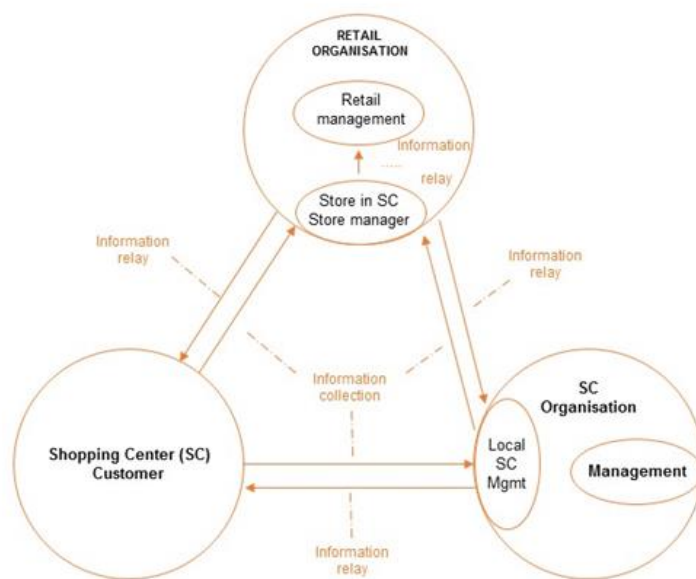 RETAIL
ORGANISATION
Retail
management
Information
.....
relay
Store in SC
Store manager
Information
relay
Information
relay
Information
collection
SC
Organisation
Shopping Center (SC)
Customer
Local
SC
Mgmt
Management
Information
relay